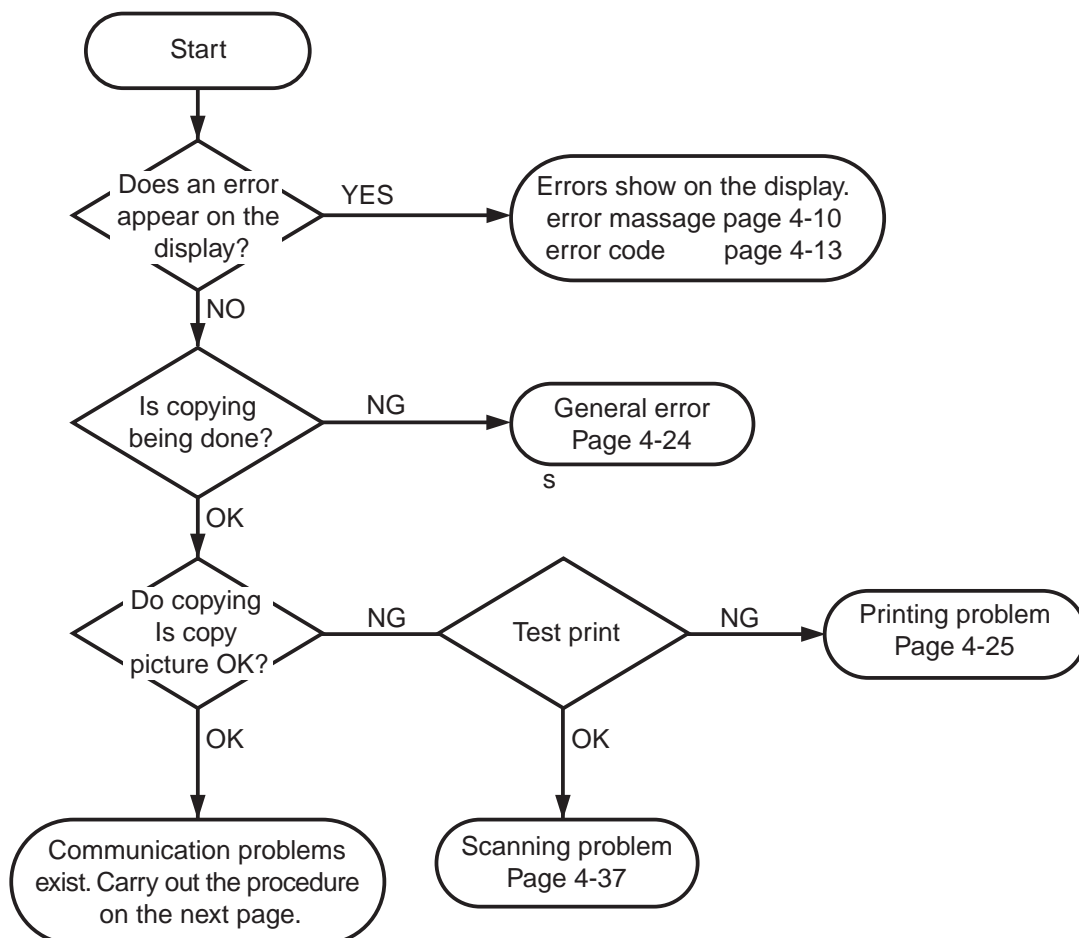 Start
Does an error
appear on the
display?
YES
Errors show on the display.
error massage page 4-10
error code page 4-13
NO
Is copying
being done?
NG
General error
Page 4-24
s
OK
Do copying
Is copy
picture OK?
NG
Test print
NG
Printing problem
Page 4-25
OK
OK
Communication problems
exist. Carry out the procedure
on the next page.
Scanning problem
Page 4-37